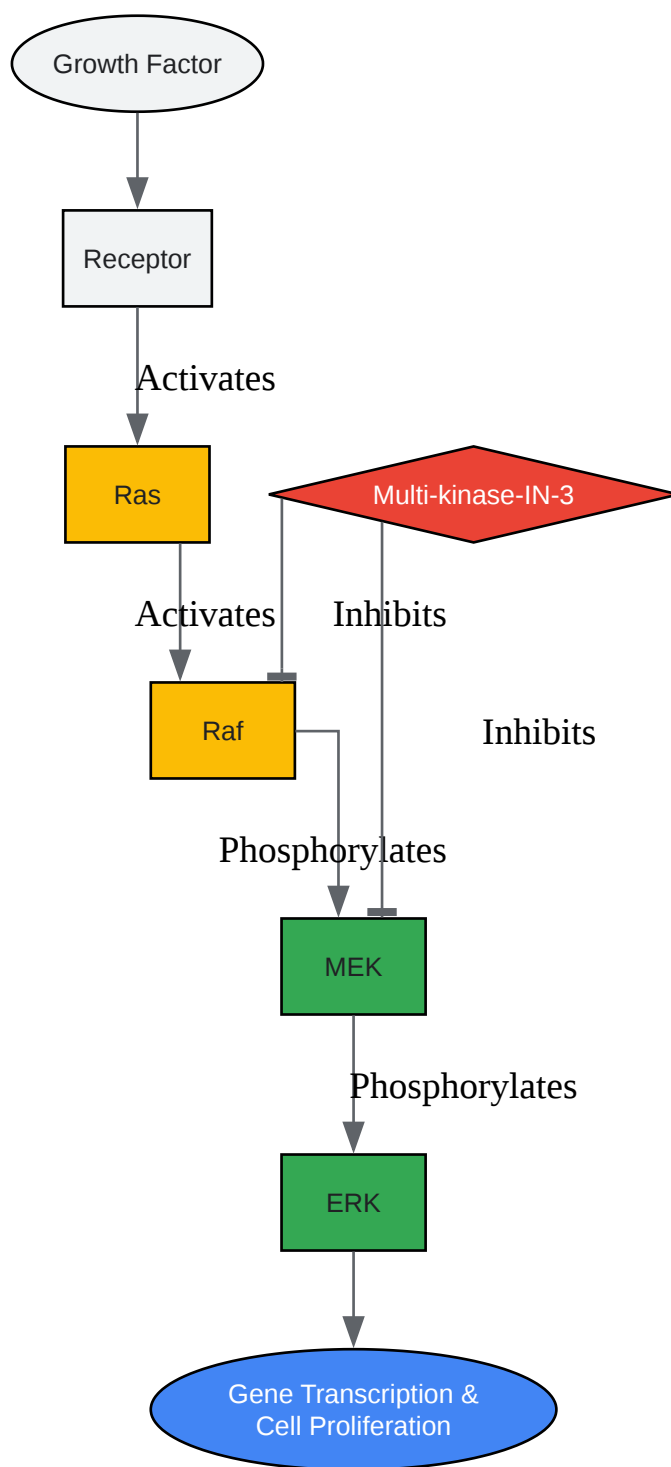 Growth Factor
Receptor
Activates
Ras
Multi-kinase-IN-3
Activates
Inhibits
Raf
Inhibits
Phosphorylates
MEK
Phosphorylates
ERK
Gene Transcription &
Cell Proliferation